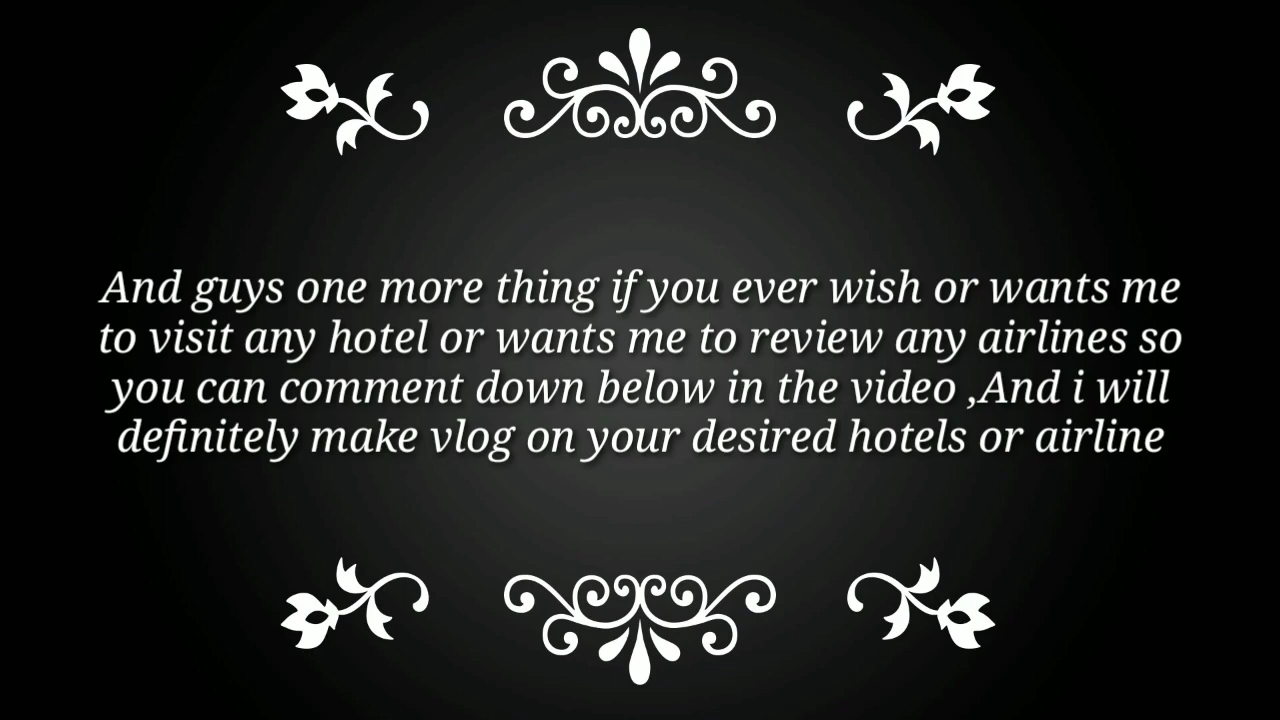 And guys one more thing if you ever wish or wants me
to visit any hotel or wants me to review any airlines so
you can comment down below in the video ,And i will
definitely make vlog on your desired hotels or airline